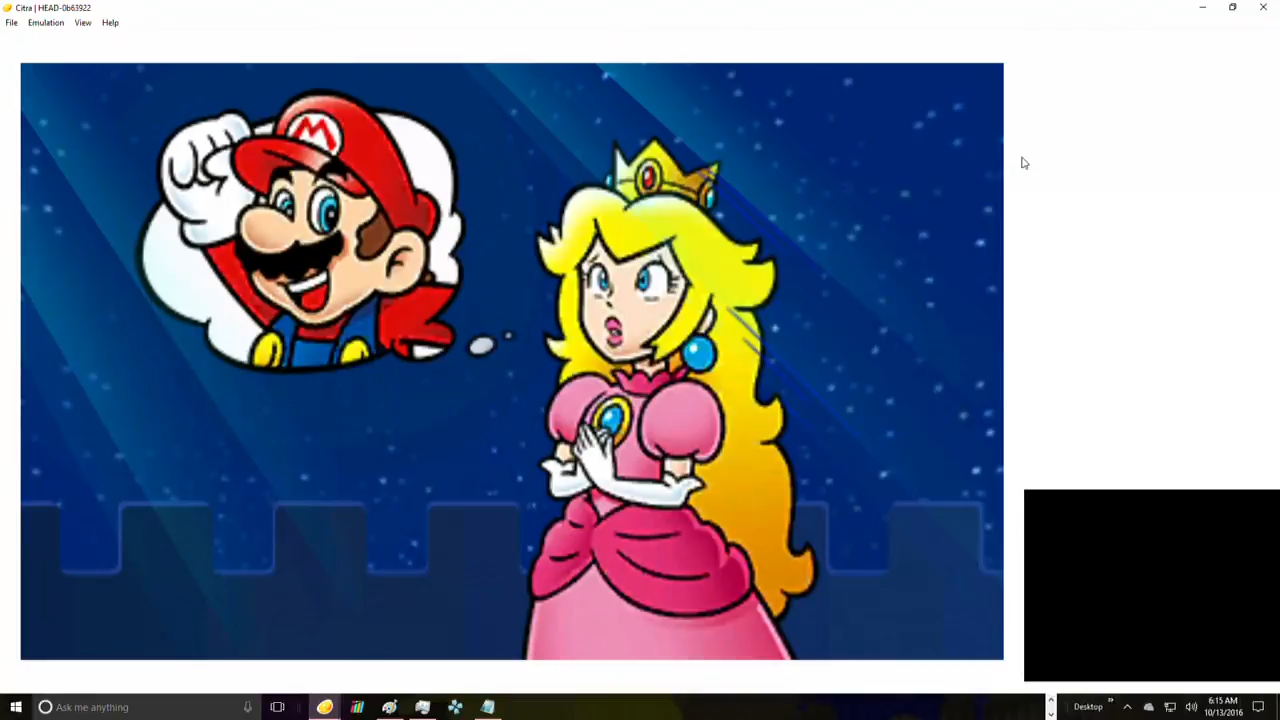 Citra | HEAD-0b63922
File Emulation View Help
M
Ask me anything
Desktop
6:15 AM
10/13/2016